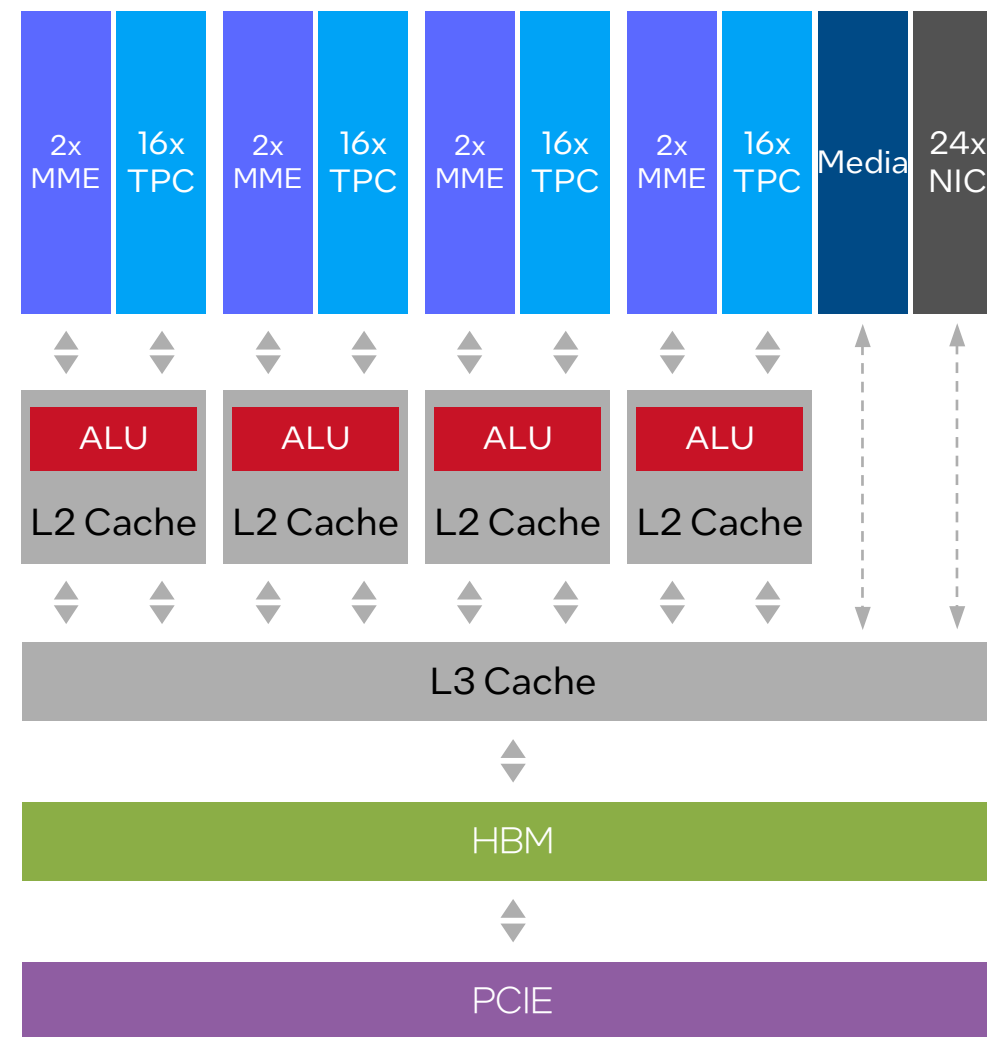 2x
MME
16x
TPC
2x
MME
16x
TPC
2x
MME
16x
TPC
2x
MME
16x
TPC
Media
24x
NIC
ALU
L2 Cache
ALU
L2 Cache
ALU
L2 Cache
ALU
L2 Cache
L3 Cache
HBM
PCIE